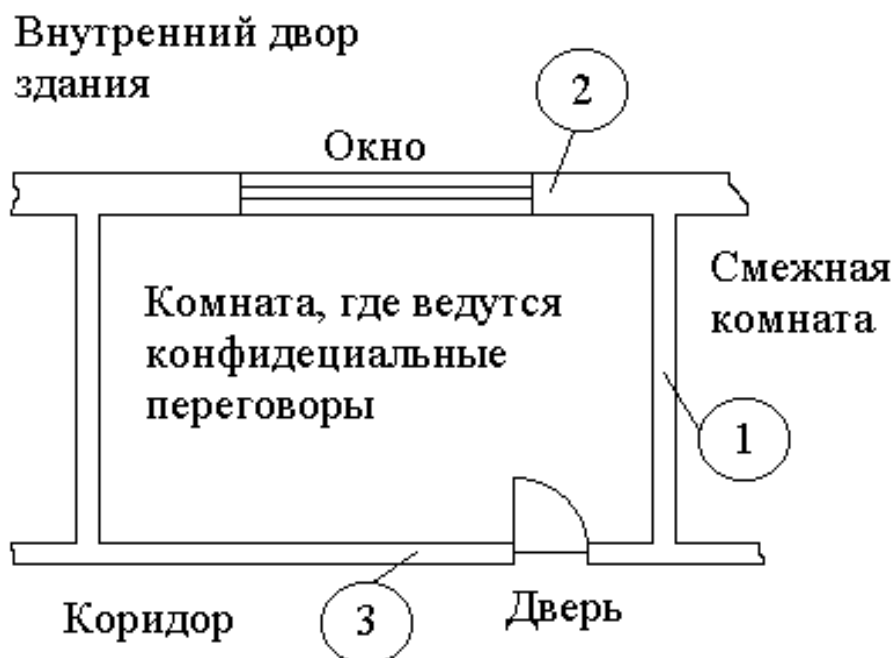 Внутренний двор
здания
2
Окно
Смежная
комната
Комната, где ведутся
конфидециальные
переговоры
1
Коридор
3
Дверь